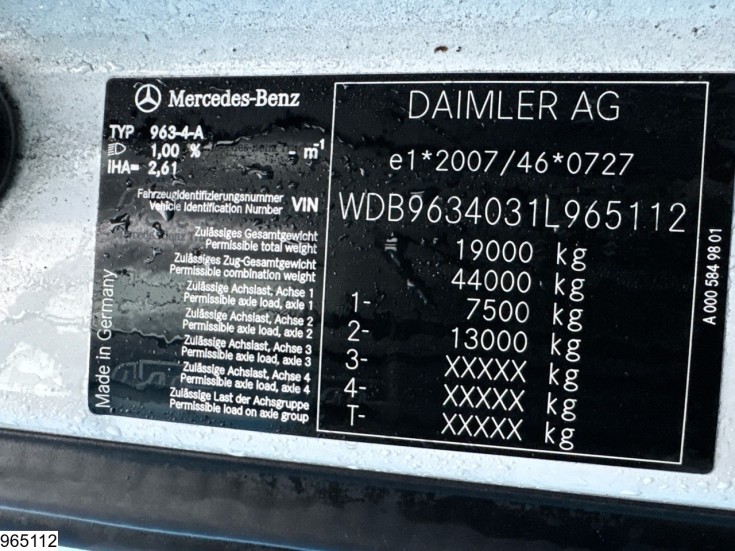 Mercedes-Benz
TYP 963-4-A
1,00 % - m⁻¹
iHA= 2,61
DAIMLER AG
e1*2007/46*0727
Fahrzeugidentifizierungsnummer
Vehicle Identification Number VIN
WDB9634031L965112
Zulässiges Gesamtgewicht
Permissible total weight
19000 kg
Zulässiges Zug-Gesamtgewicht
Permissible combination weight
44000 kg
Zulässige Achslast, Achse 1
Permissible axle load, axle 1
1- 7500 kg
Zulässige Achslast, Achse 2
Permissible axle load, axle 2
2- 13000 kg
Zulässige Achslast, Achse 3
Permissible axle load, axle 3
3- XXXXX kg
Zulässige Achslast, Achse 4
Permissible axle load, axle 4
4- XXXXX kg
Zulässige Last der Achsgruppe
Permissible load on axle group
T- XXXXX kg
Made in Germany
A 000 584 98 01
965112